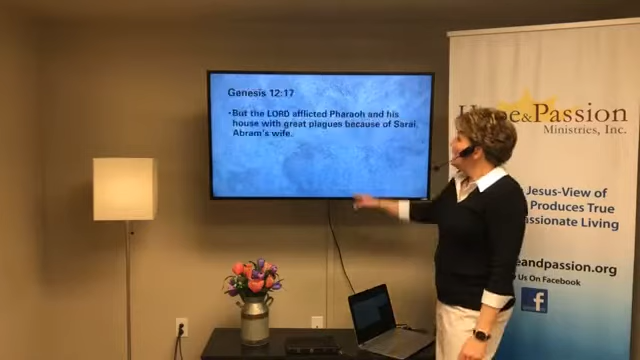 Genesis 12:17
•But the LORD afflicted Pharaoh and his
house with great plagues because of Sarai,
Abram's wife.
&Passion
Ministries, Inc.
Jesus-View of
Produces True
Living
eandpassion.org
Us On Facebook
f